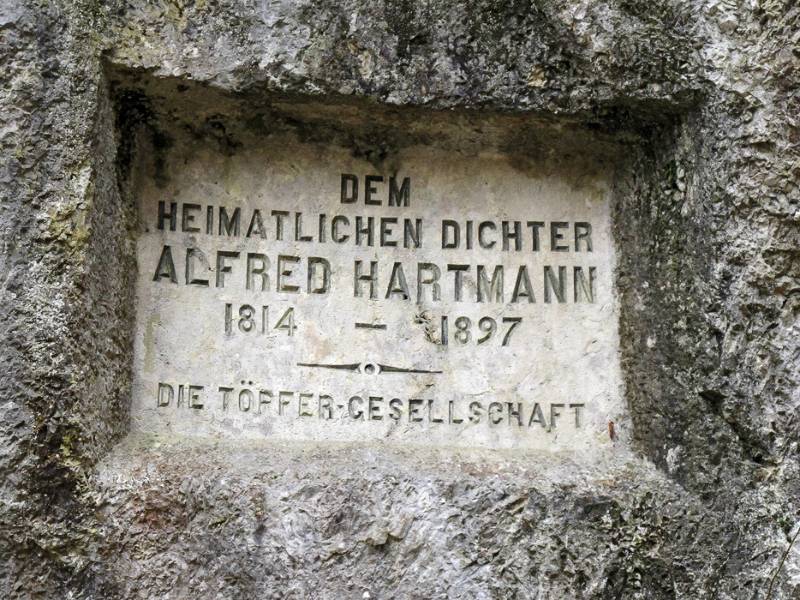 DEM
HEIMATLICHEN DICHTER
ALFRED HARTMANN
1814 – 1897
DIE TÖPFER-GESELLSCHAFT